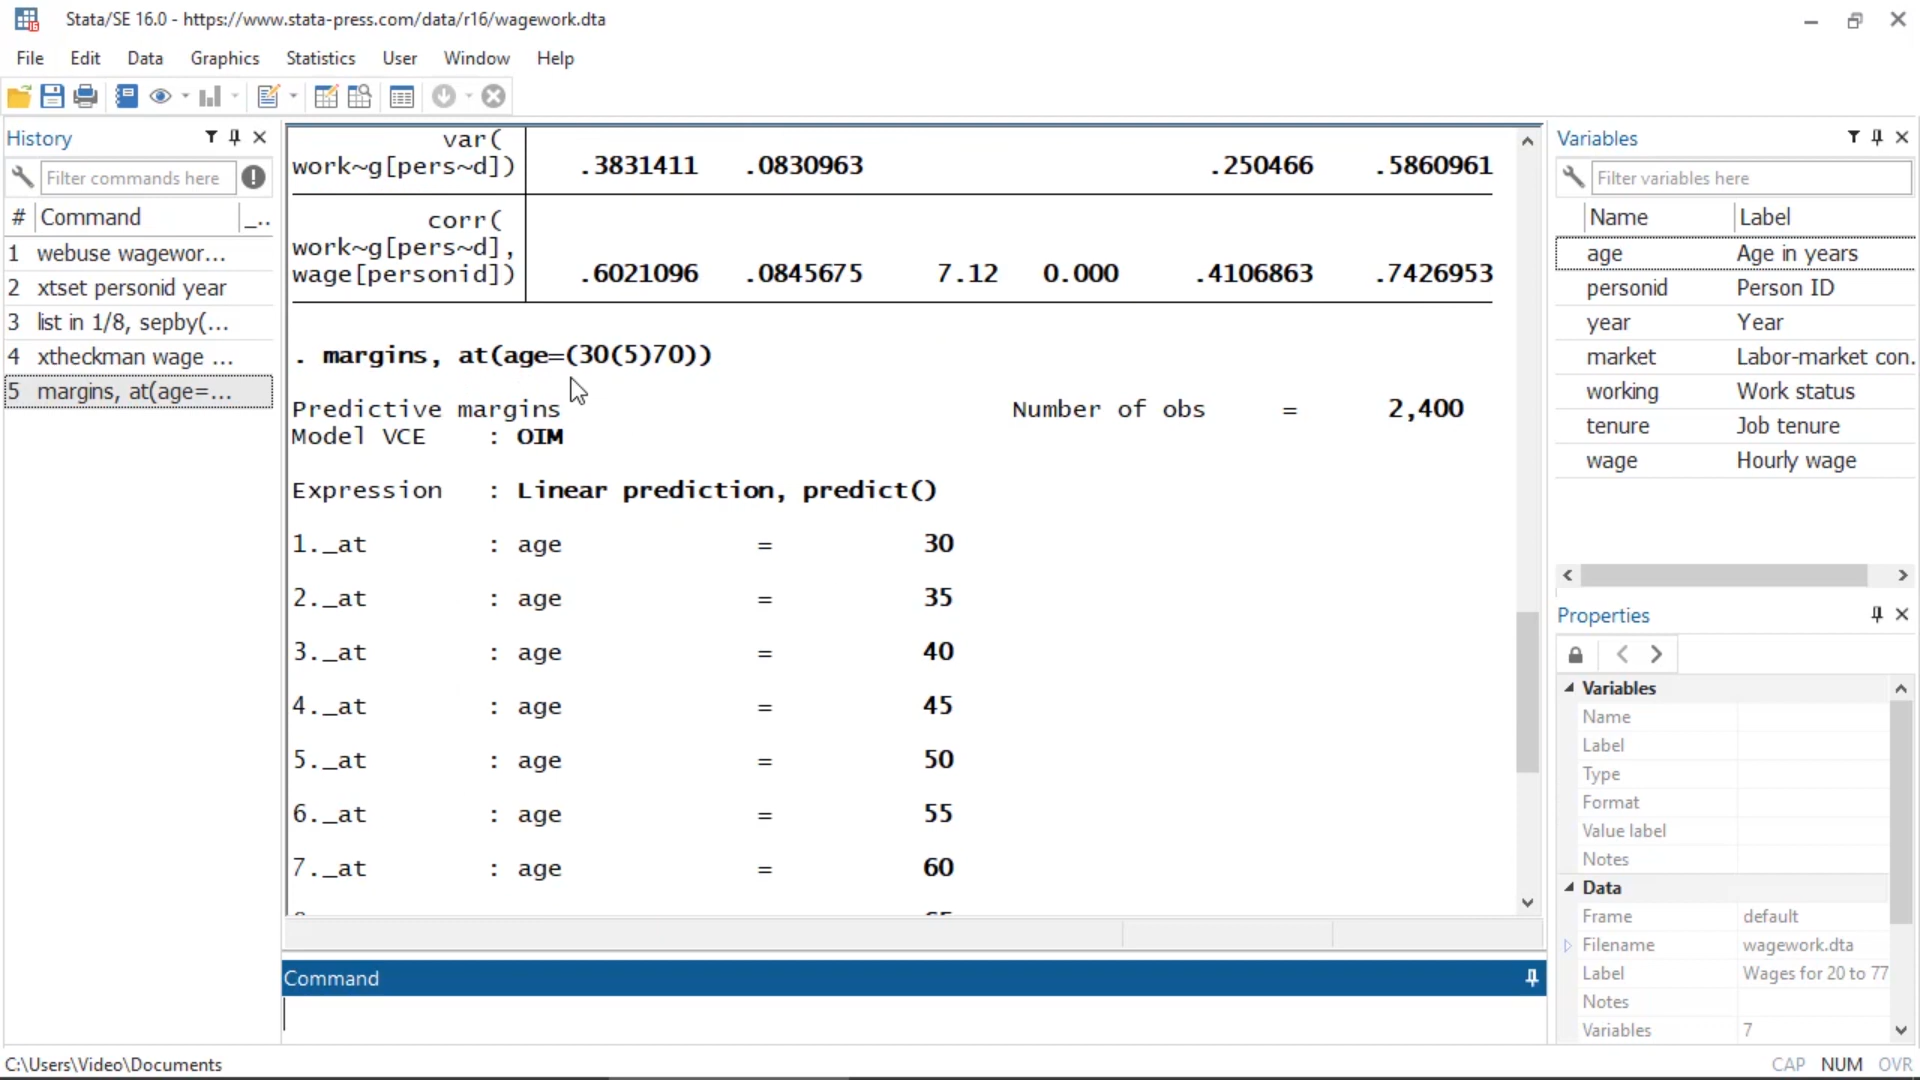 Stata/SE 16.0 - https://www.stata-press.com/data/r16/wagework.dta
File Edit Data Graphics Statistics User Window Help
History
Filter commands here
# Command _..
1 webuse wagewor...
2 xtset personid year
3 list in 1/8, sepby(...
4 xtheckman wage ...
5 margins, at(age=...
var(
work~g[pers~d]) .3831411 .0830963 .250466 .5860961
corr(
work~g[pers~d],
wage[personid]) .6021096 .0845675 7.12 0.000 .4106863 .7426953
. margins, at(age=(30(5)70))
Predictive margins Number of obs = 2,400
Model VCE : OIM
Expression : Linear prediction, predict()
1._at : age = 30
2._at : age = 35
3._at : age = 40
4._at : age = 45
5._at : age = 50
6._at : age = 55
7._at : age = 60
Command
Variables
Filter variables here
Name Label
age Age in years
personid Person ID
year Year
market Labor-market con.
working Work status
tenure Job tenure
wage Hourly wage
Properties
Variables
Name
Label
Type
Format
Value label
Notes
Data
Frame default
Filename wagework.dta
Label Wages for 20 to 77
Notes
Variables 7
C:\Users\Video\Documents
CAP NUM OVR